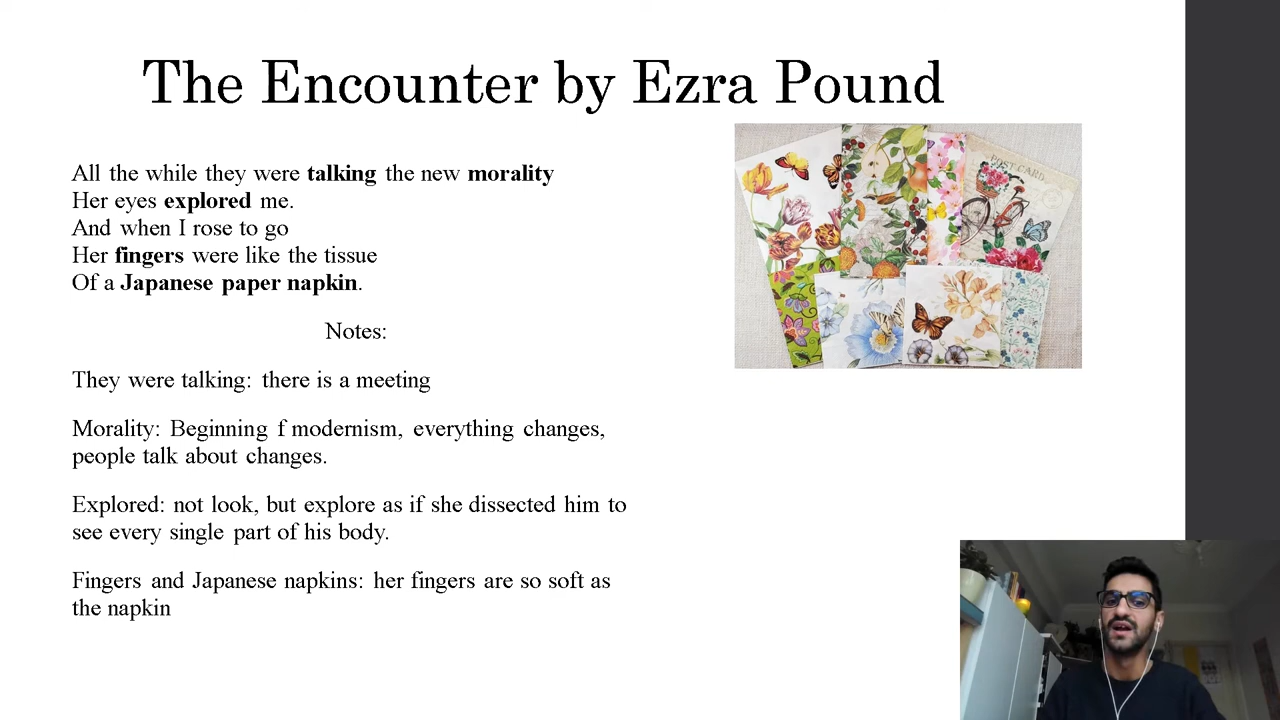 The Encounter by Ezra Pound
All the while they were talking the new morality
Her eyes explored me.
And when I rose to go
Her fingers were like the tissue
Of a Japanese paper napkin.
POST CARD
Notes:
They were talking: there is a meeting
Morality: Beginning f modernism, everything changes,
people talk about changes.
Explored: not look, but explore as if she dissected him to
see every single part of his body.
Fingers and Japanese napkins: her fingers are so soft as
the napkin